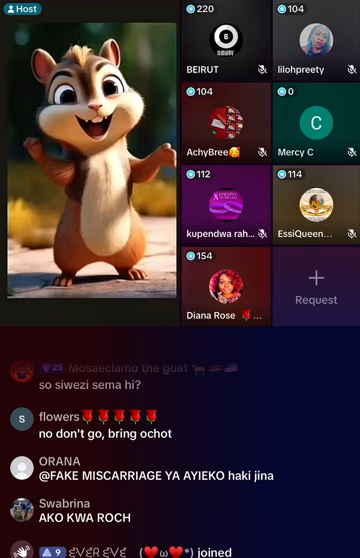 Host
220
BEIRUT
104
lilohpreety
104
AchyBree🥰
0
C
Mercy C
112
kupendwa rah...
114
EssiQueen...
154
Diana Rose 🌹...
+
Request
25 Mosaeclamo the goat
so siwezi sema hi?
S
flowers🌹🌹🌹🌹🌹
no don't go, bring ochot
ORANA
@FAKE MISCARRIAGE YA AYIEKO haki jina
Swabrina
AKO KWA ROCH
9
(❤️ω❤️*) joined